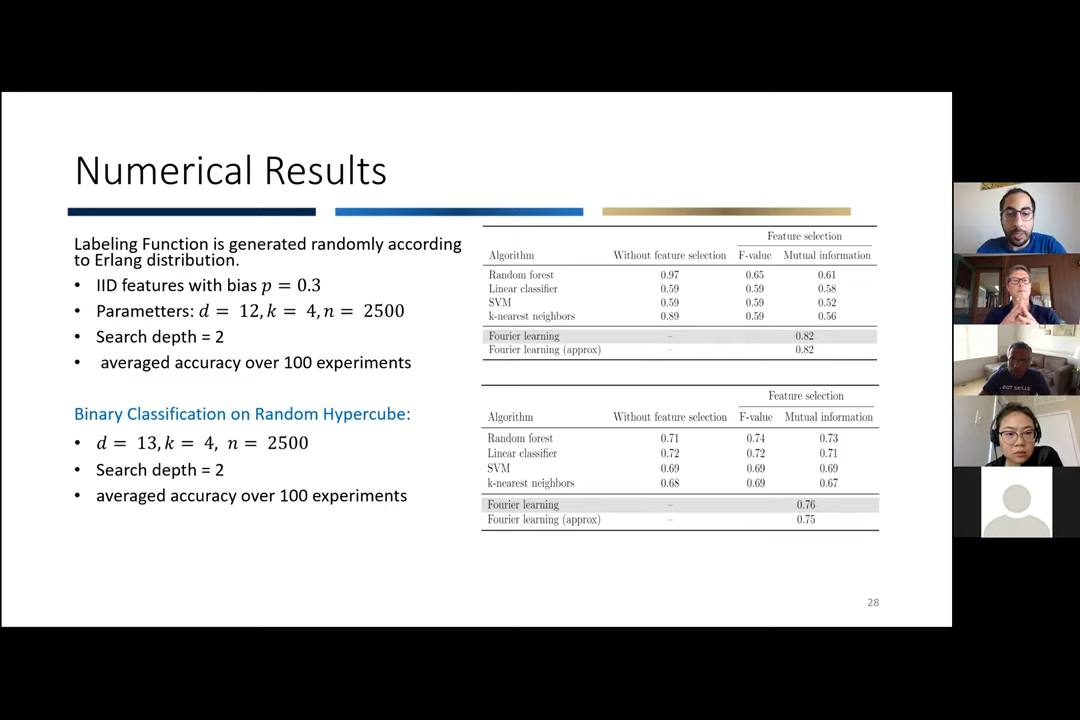 Numerical Results
Labeling Function is generated randomly according
to Erlang distribution.
• IID features with bias p = 0.3
• Parametters: d = 12, k = 4, n = 2500
• Search depth = 2
• averaged accuracy over 100 experiments
Binary Classification on Random Hypercube:
• d = 13, k = 4, n = 2500
• Search depth = 2
• averaged accuracy over 100 experiments
Feature selection
Algorithm Without feature selection F-value Mutual information
Random forest 0.97 0.65 0.61
Linear classifier 0.59 0.59 0.58
SVM 0.59 0.59 0.52
k-nearest neighbors 0.89 0.59 0.56
Fourier learning – 0.82
Fourier learning (approx) – 0.82
Feature selection
Algorithm Without feature selection F-value Mutual information
Random forest 0.71 0.74 0.73
Linear classifier 0.72 0.72 0.71
SVM 0.69 0.69 0.69
k-nearest neighbors 0.68 0.69 0.67
Fourier learning – 0.76
Fourier learning (approx) – 0.75
28
GOT SKILLS